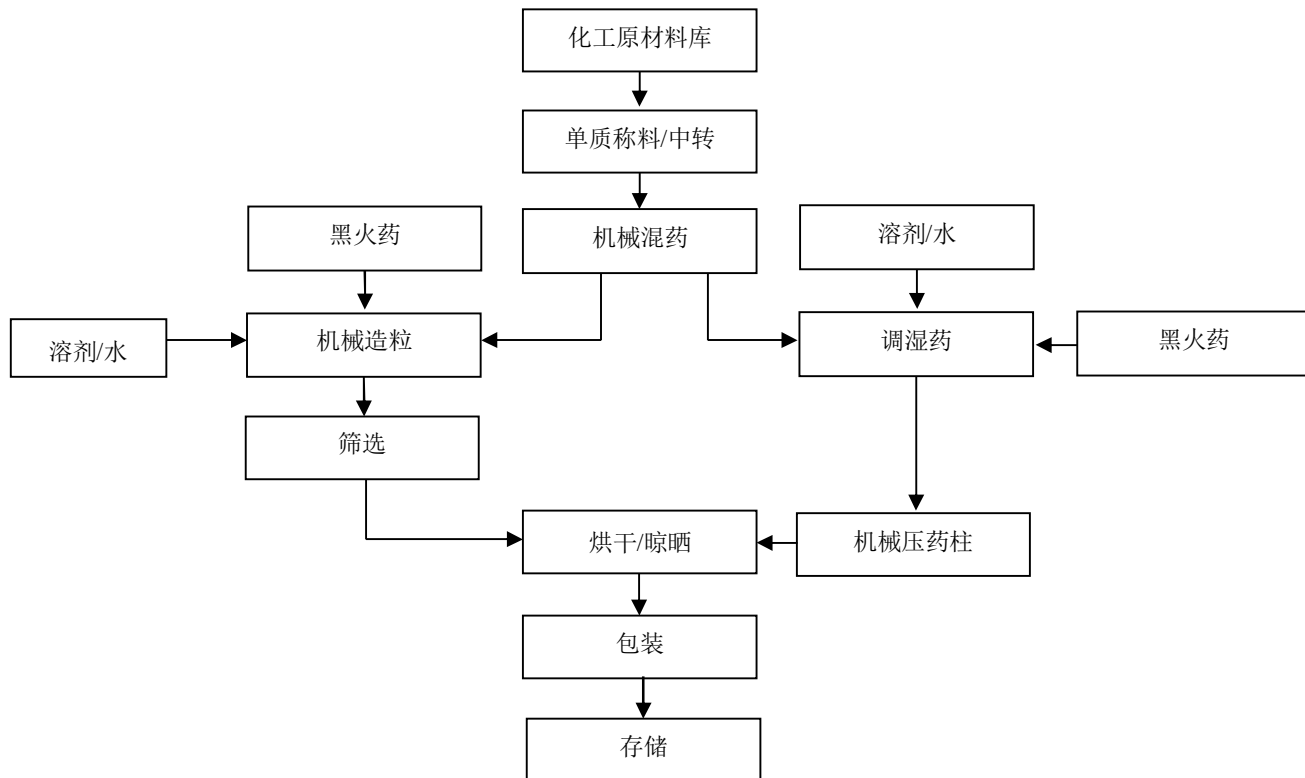 化工原材料库
单质称料/中转
机械混药
黑火药
溶剂/水
溶剂/水
机械造粒
调湿药
黑火药
筛选
烘干/晾晒
机械压药柱
包装
存储